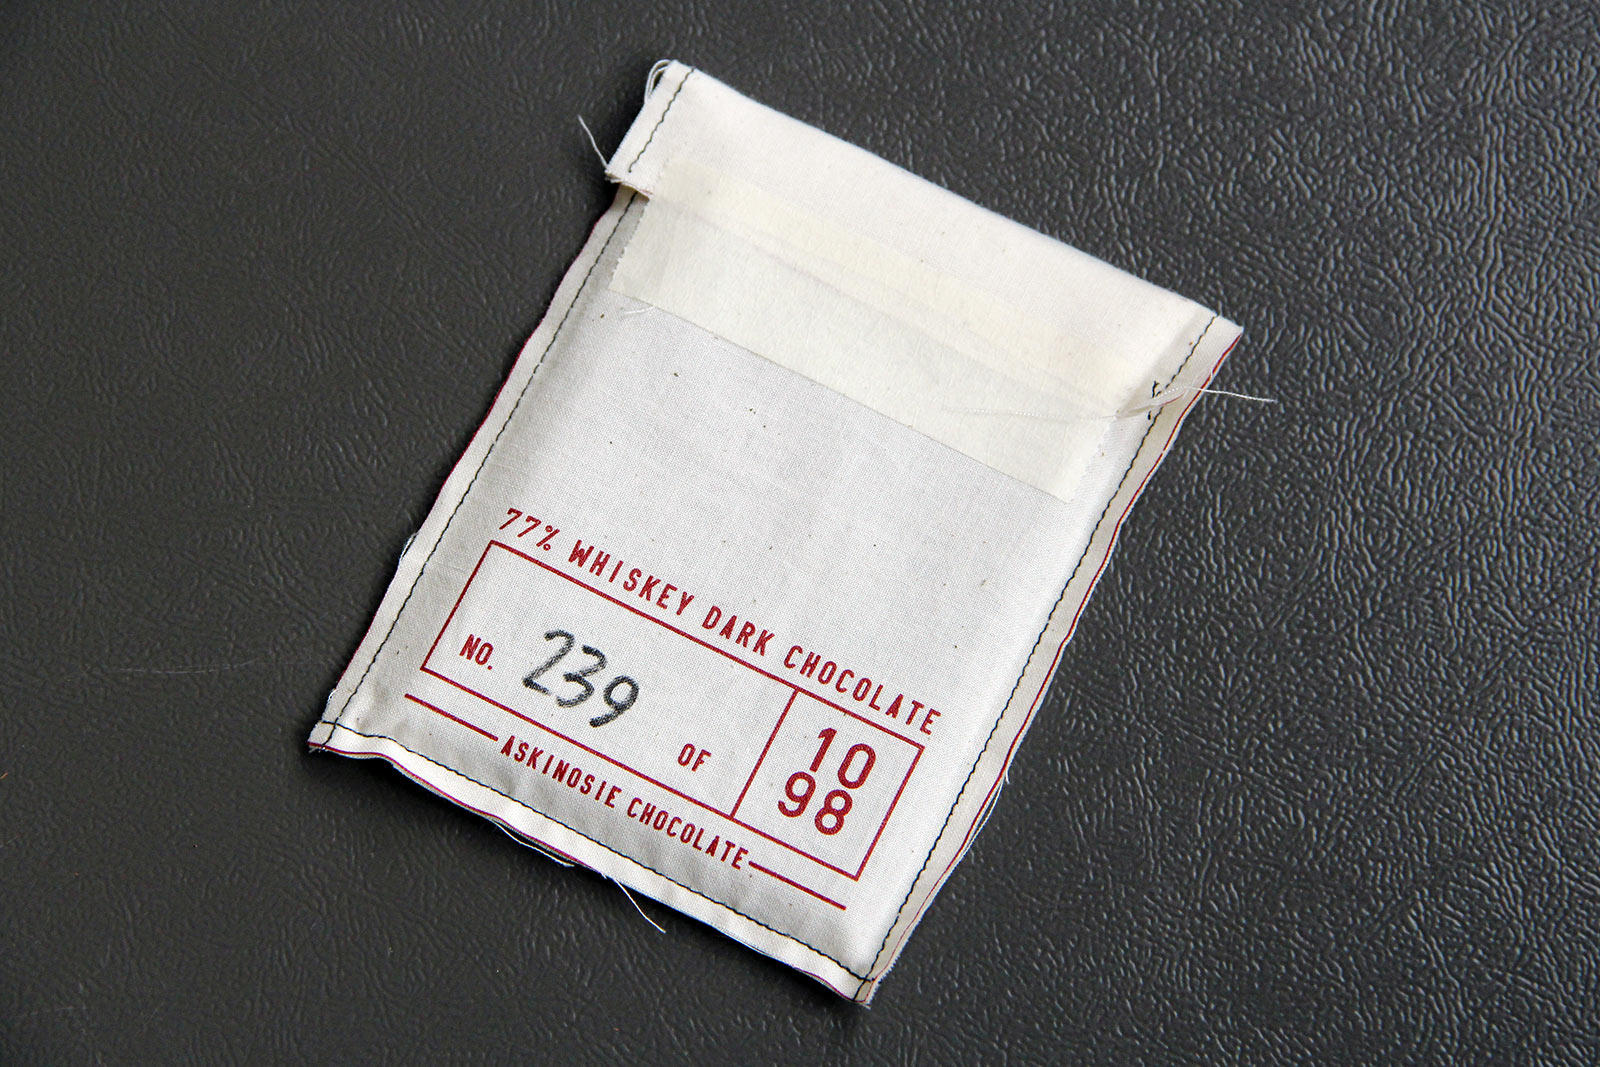 77% WHISKEY DARK CHOCOLATE
NO. 239 OF
10
98
ASKINOSIE CHOCOLATE